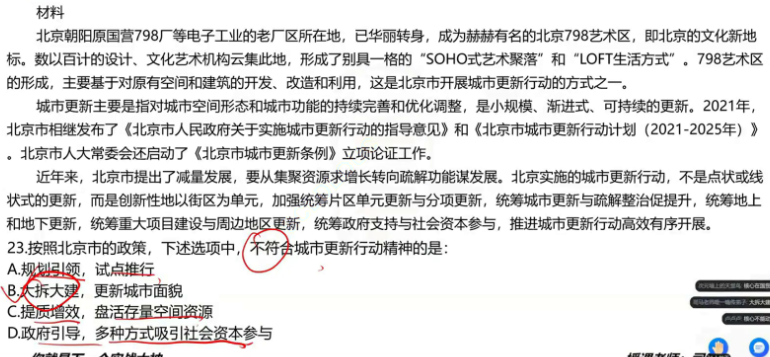 材料
北京朝阳原国营798厂等电子工业的老厂区所在地，已华丽转身，成为赫赫有名的北京798艺术区，即北京的文化新地
标。数以百计的设计、文化艺术机构云集此地，形成了别具一格的“SOHO式艺术聚落”和“LOFT生活方式”。798艺术区
的形成，主要基于对原有空间和建筑的开发、改造和利用，这是北京市开展城市更新行动的方式之一。
城市更新主要是指对城市空间形态和城市功能的持续完善和优化调整，是小规模、渐进式、可持续的更新。2021年，
北京市相继发布了《北京市人民政府关于实施城市更新行动的指导意见》和《北京市城市更新行动计划（2021-2025年）》
。北京市人大常委会还启动了《北京市城市更新条例》立项论证工作。
近年来，北京市提出了减量发展，要从集聚资源求增长转向疏解功能谋发展。北京实施的城市更新行动，不是点状或线
状式的更新，而是创新性地以街区为单元，加强统筹片区单元更新与分项更新，统筹城市更新与疏解整治促提升，统筹地上
和地下更新，统筹重大项目建设与周边地区更新，统筹政府支持与社会资本参与，推进城市更新行动高效有序开展。
23.按照北京市的政策，下述选项中，不符合城市更新行动精神的是：
A.规划引领，试点推行
B.大拆大建，更新城市面貌
C.提质增效，盘活存量空间资源
D.政府引导，多种方式吸引社会资本参与